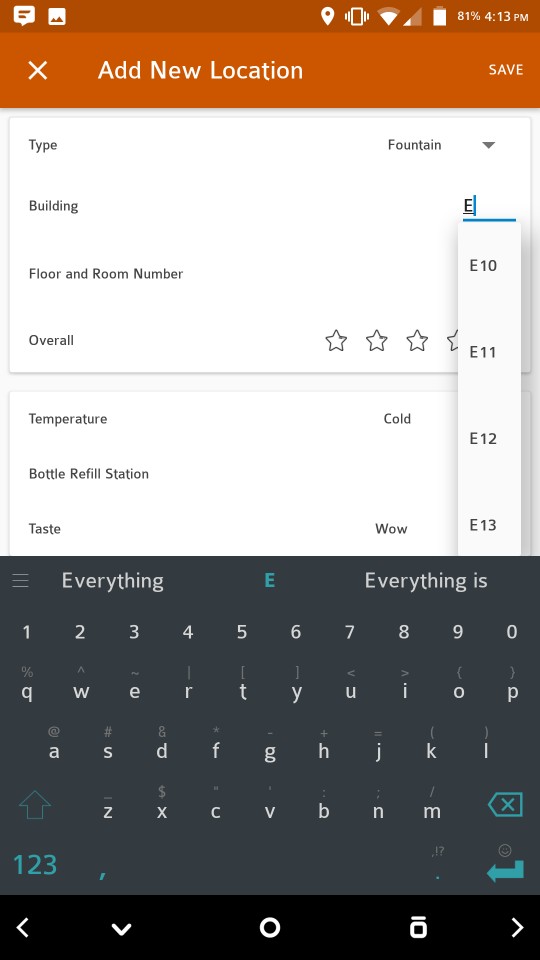 81% 4:13 PM
Add New Location SAVE
Type Fountain
Building E
E10
Floor and Room Number
Overall
E11
Temperature Cold
E12
Bottle Refill Station
Taste Wow
E13
Everything E Everything is
1 2 3 4 5 6 7 8 9 0
% ^ ~ | [ ] < > { }
q w e r t y u i o p
@ # & * - + = ( )
a s d f g h j k l
_ $ " ' : ; /
z x c v b n m
,!?
123 , .